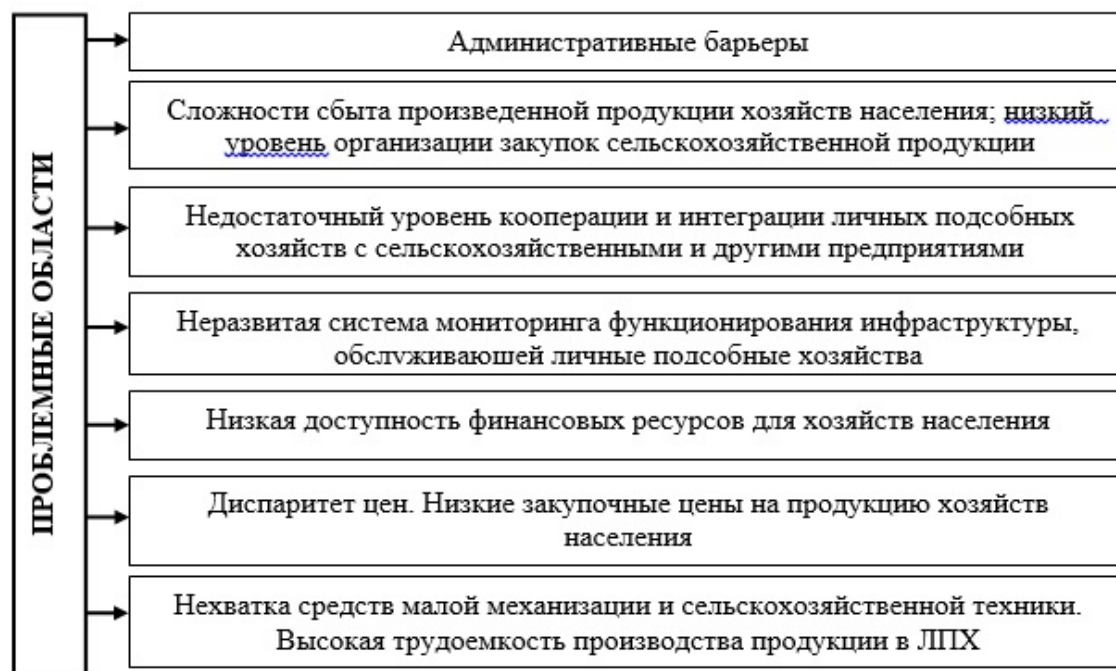 ПРОБЛЕМНЫЕ ОБЛАСТИ
Административные барьеры
Сложности сбыта произведенной продукции хозяйств населения; низкий
уровень организации закупок сельскохозяйственной продукции
Недостаточный уровень кооперации и интеграции личных подсобных
хозяйств с сельскохозяйственными и другими предприятиями
Неразвитая система мониторинга функционирования инфраструктуры,
обслуживающей личные подсобные хозяйства
Низкая доступность финансовых ресурсов для хозяйств населения
Диспаритет цен. Низкие закупочные цены на продукцию хозяйств
населения
Нехватка средств малой механизации и сельскохозяйственной техники.
Высокая трудоемкость производства продукции в ЛПХ